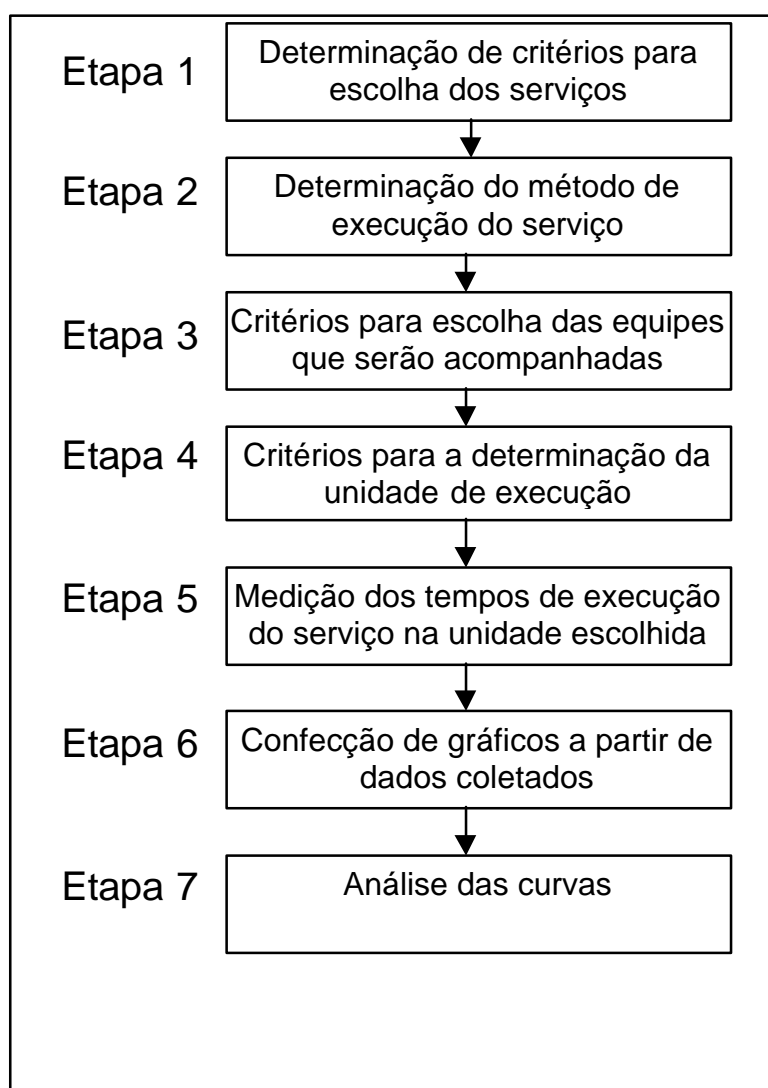 Etapa 1
Determinação de critérios para
escolha dos serviços
Etapa 2
Determinação do método de
execução do serviço
Etapa 3
Critérios para escolha das equipes
que serão acompanhadas
Etapa 4
Critérios para a determinação da
unidade de execução
Etapa 5
Medição dos tempos de execução
do serviço na unidade escolhida
Etapa 6
Confecção de gráficos a partir de
dados coletados
Etapa 7
Análise das curvas